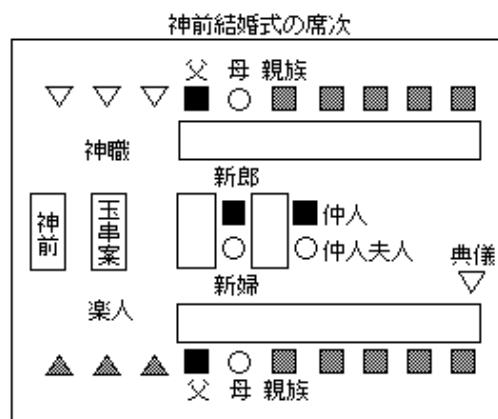 神前結婚式の席次
父 母 親族
神職
新郎
神前
玉串案
仲人
仲人夫人
典儀
新婦
楽人
父 母 親族